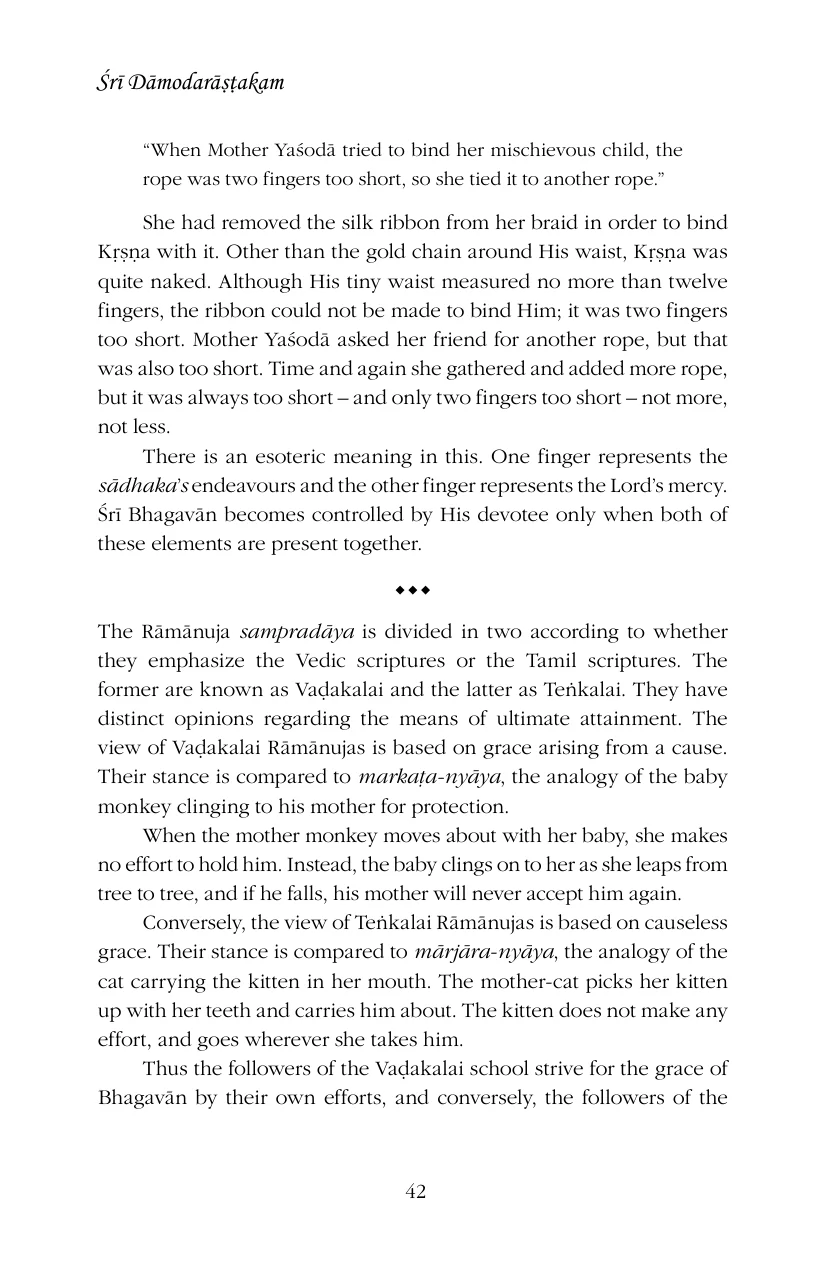 Śrī Dāmodarāṣṭakam
“When Mother Yaśodā tried to bind her mischievous child, the
rope was two fingers too short, so she tied it to another rope.”
She had removed the silk ribbon from her braid in order to bind
Kṛṣṇa with it. Other than the gold chain around His waist, Kṛṣṇa was
quite naked. Although His tiny waist measured no more than twelve
fingers, the ribbon could not be made to bind Him; it was two fingers
too short. Mother Yaśodā asked her friend for another rope, but that
was also too short. Time and again she gathered and added more rope,
but it was always too short – and only two fingers too short – not more,
not less.
There is an esoteric meaning in this. One finger represents the
sādhaka’s endeavours and the other finger represents the Lord’s mercy.
Śrī Bhagavān becomes controlled by His devotee only when both of
these elements are present together.
◆◆◆
The Rāmānuja sampradāya is divided in two according to whether
they emphasize the Vedic scriptures or the Tamil scriptures. The
former are known as Vaḍakalai and the latter as Teṅkalai. They have
distinct opinions regarding the means of ultimate attainment. The
view of Vaḍakalai Rāmānujas is based on grace arising from a cause.
Their stance is compared to markaṭa-nyāya, the analogy of the baby
monkey clinging to his mother for protection.
When the mother monkey moves about with her baby, she makes
no effort to hold him. Instead, the baby clings on to her as she leaps from
tree to tree, and if he falls, his mother will never accept him again.
Conversely, the view of Teṅkalai Rāmānujas is based on causeless
grace. Their stance is compared to mārjāra-nyāya, the analogy of the
cat carrying the kitten in her mouth. The mother-cat picks her kitten
up with her teeth and carries him about. The kitten does not make any
effort, and goes wherever she takes him.
Thus the followers of the Vaḍakalai school strive for the grace of
Bhagavān by their own efforts, and conversely, the followers of the
42